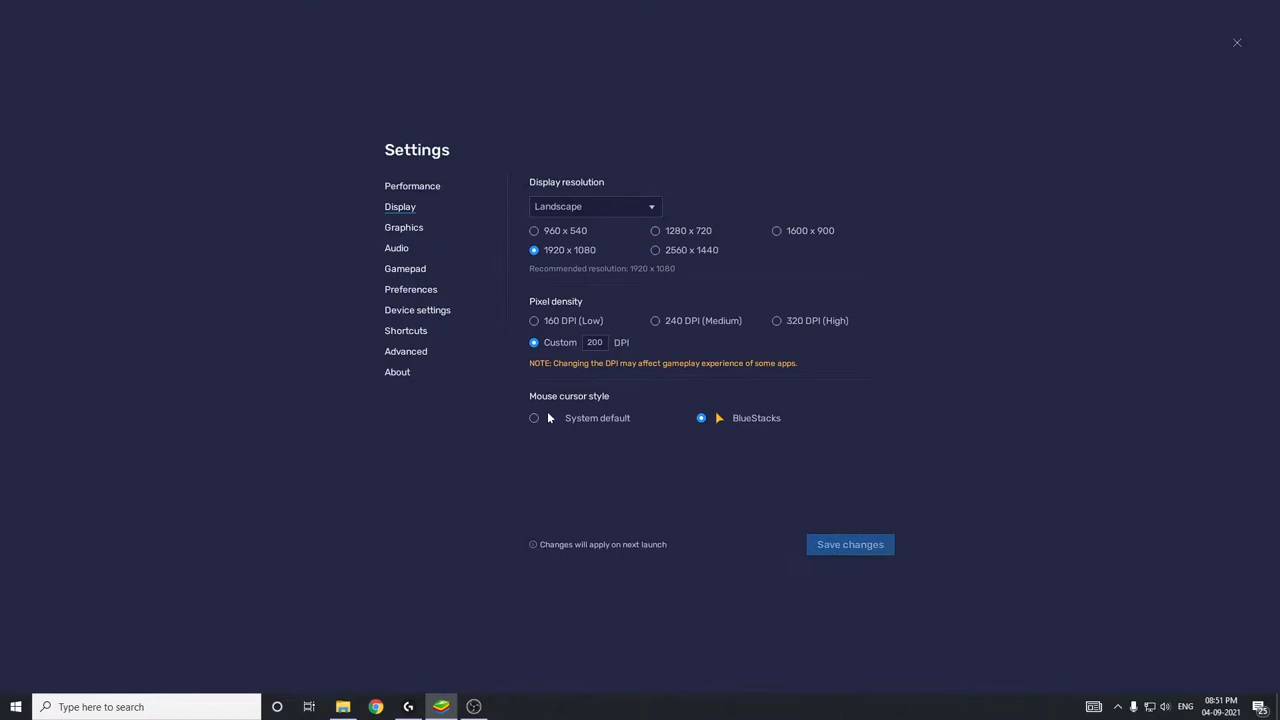 Settings
Performance
Display
Graphics
Audio
Gamepad
Preferences
Device settings
Shortcuts
Advanced
About
Display resolution
Landscape
960 x 540 1280 x 720 1600 x 900
1920 x 1080 2560 x 1440
Recommended resolution: 1920 x 1080
Pixel density
160 DPI (Low) 240 DPI (Medium) 320 DPI (High)
Custom 200 DPI
NOTE: Changing the DPI may affect gameplay experience of some apps.
Mouse cursor style
System default BlueStacks
Changes will apply on next launch Save changes
Type here to search
ENG
08:51 PM
04-09-2021
25